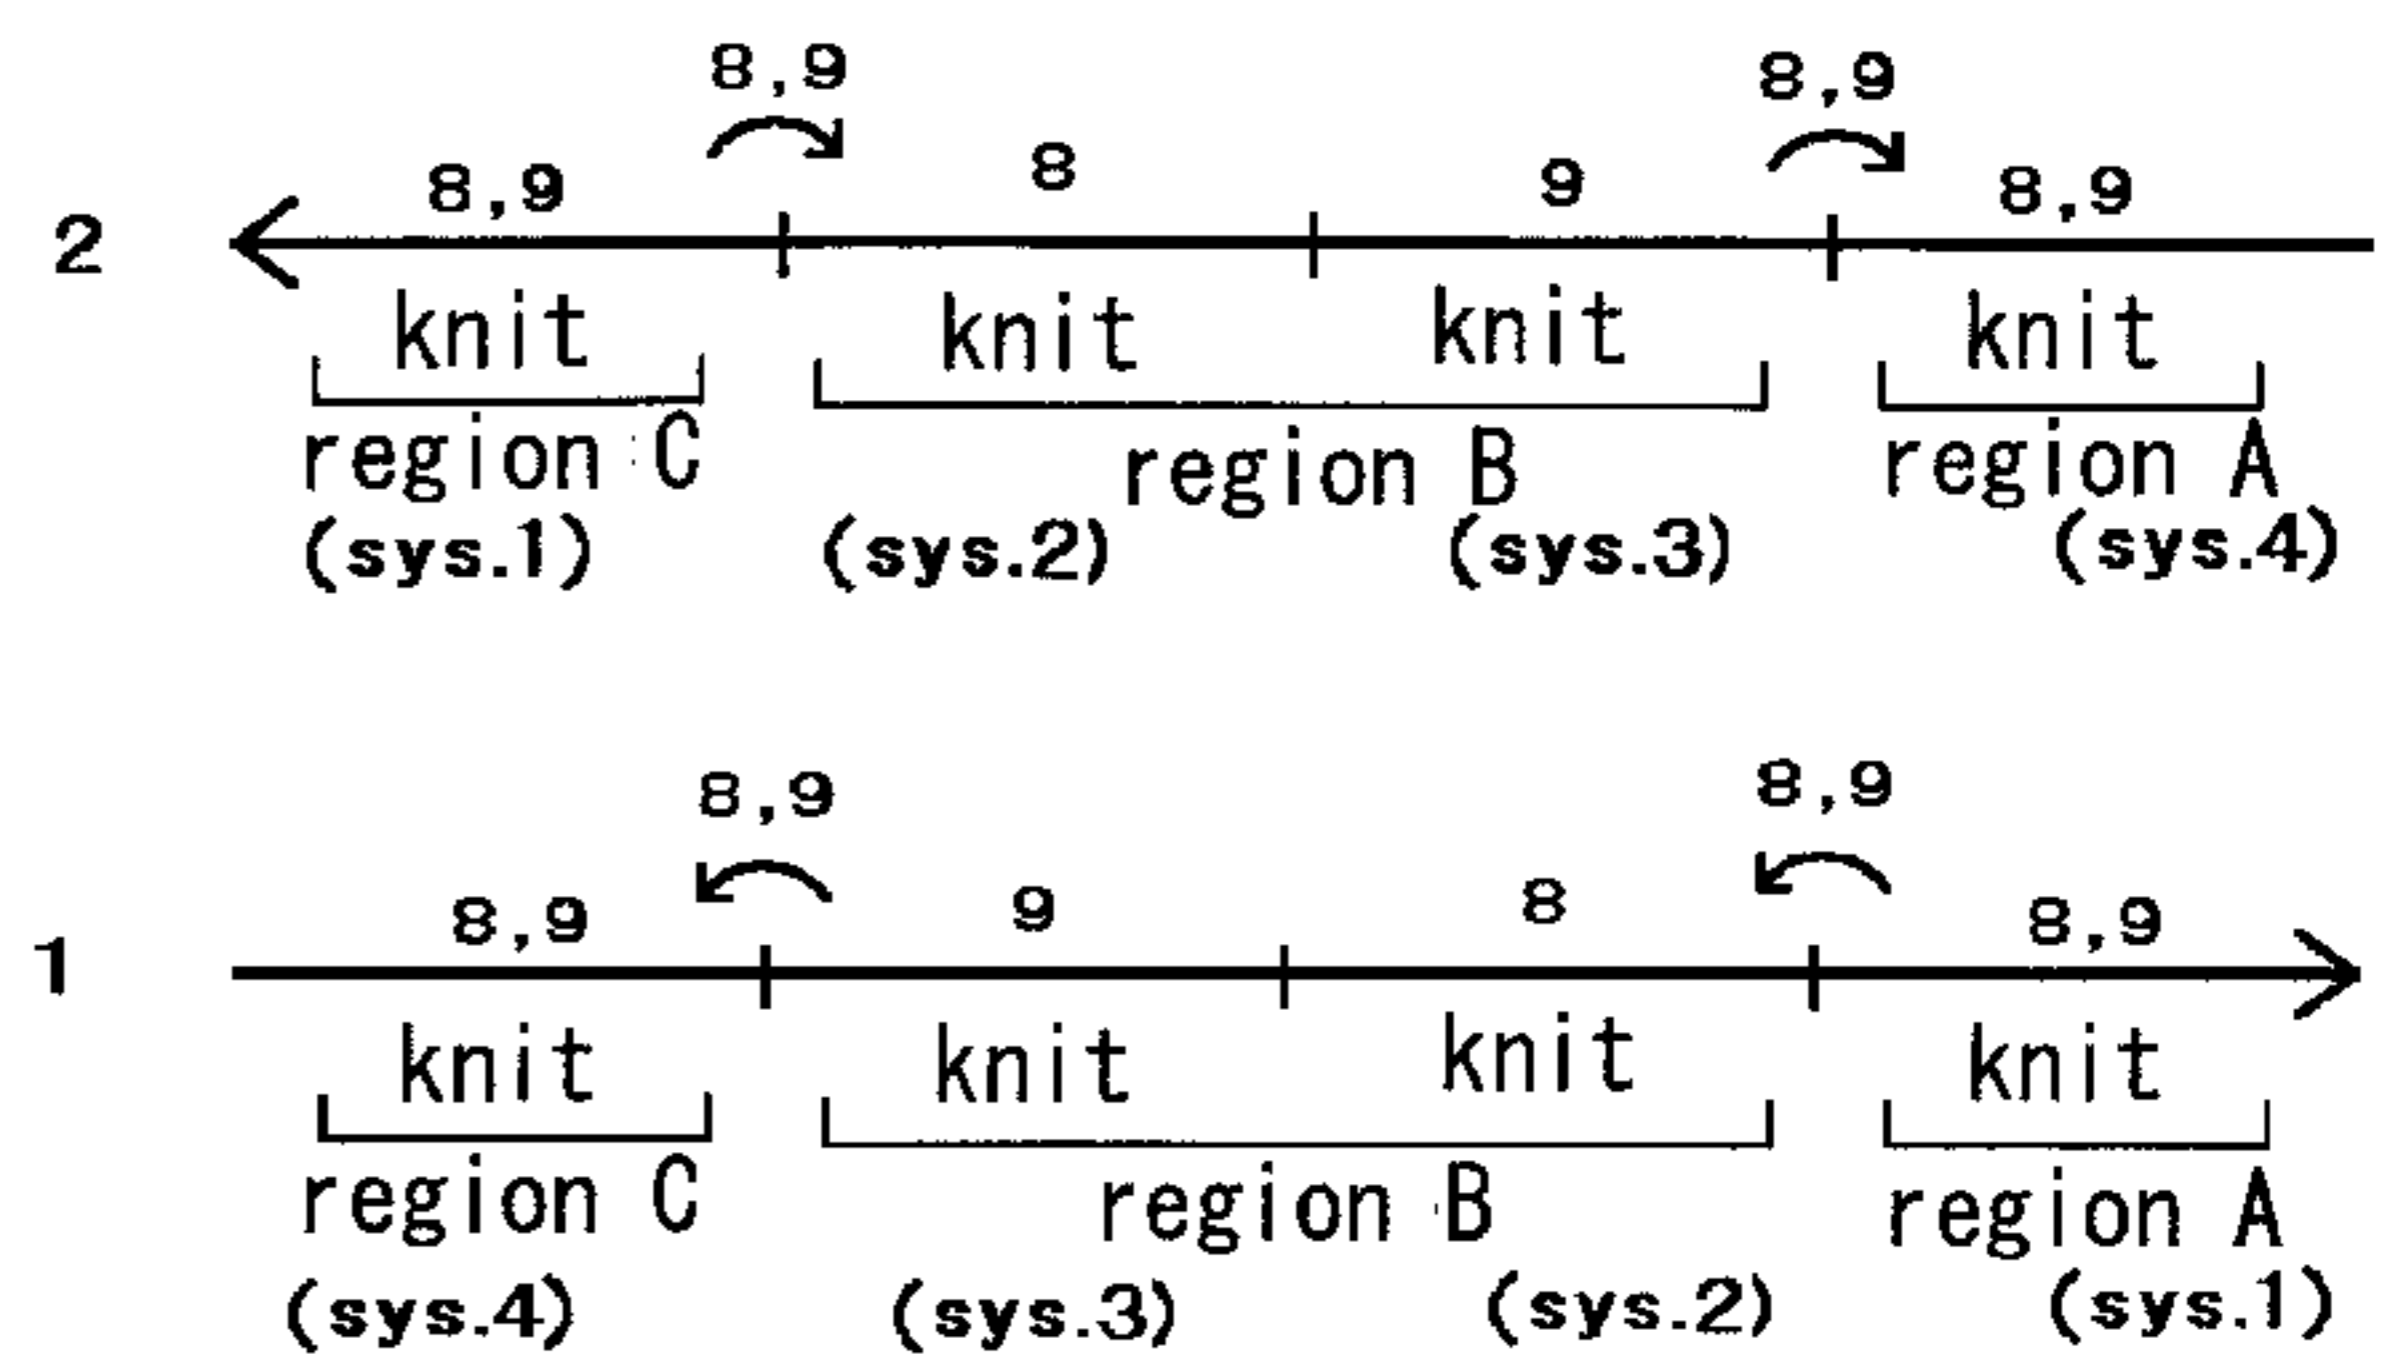 8,9 8,9
8,9 8 9 8,9
2
knit knit knit knit
region C region B region A
(sys.1) (sys.2) (sys.3) (sys.4)
8,9 8,9
8,9 9 8 8,9
1
knit knit knit knit
region C region B region A
(sys.4) (sys.3) (sys.2) (sys.1)